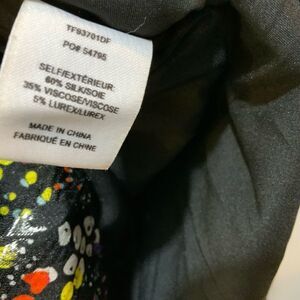 TF93701DF
PO# 54795
SELF/EXTÉRIEUR
60% SILK/SOIE
35% VISCOSE/VISCOSE
5% LUREX/LUREX
MADE IN CHINA
FABRIQUÉ EN CHINE